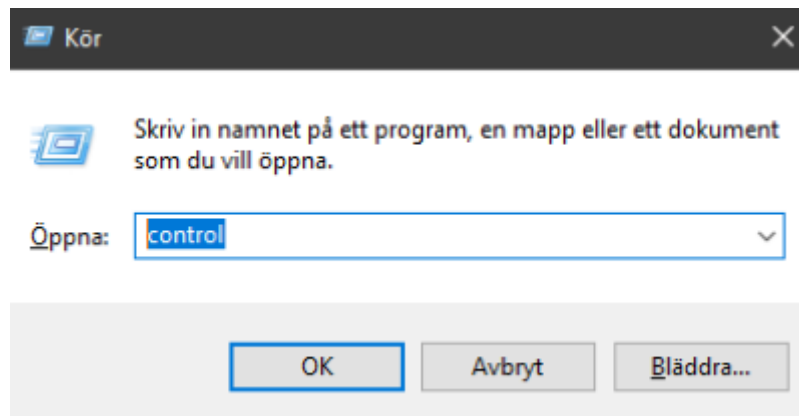 Kör
Skriv in namnet på ett program, en mapp eller ett dokument
som du vill öppna.
Öppna: control
OK Avbryt Bläddra...